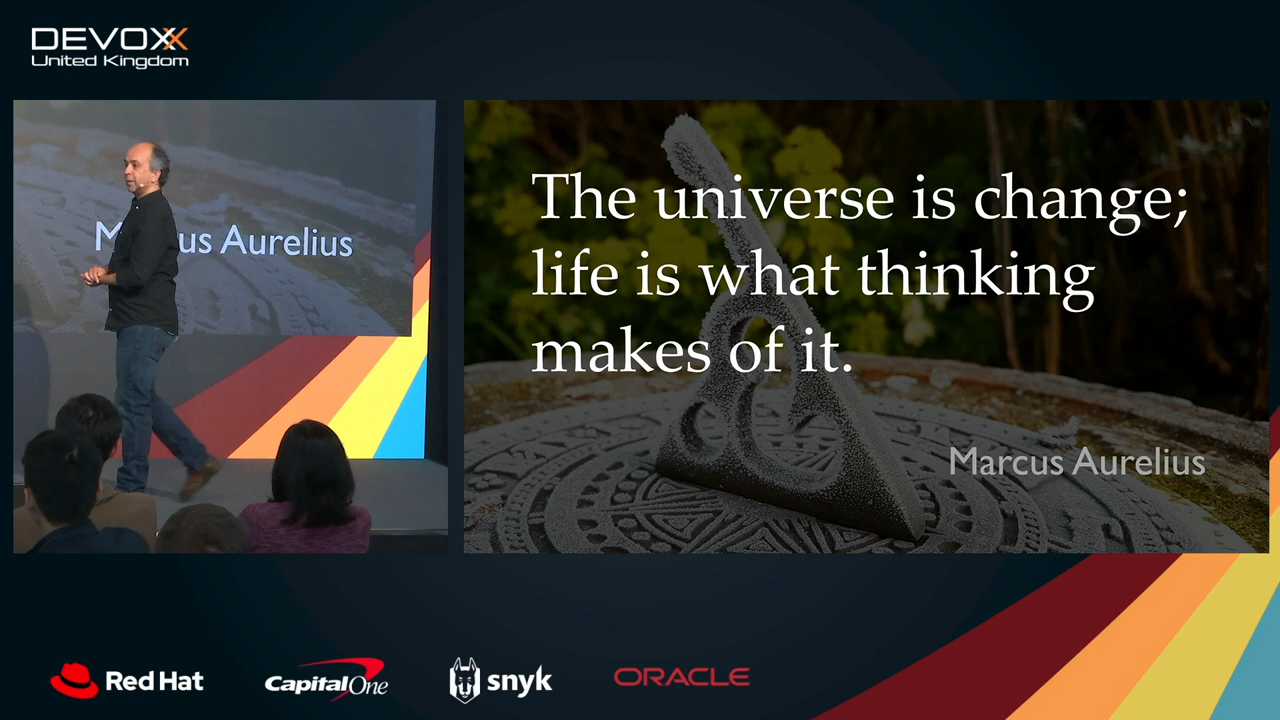 DEVOXX
United Kingdom
Marcus Aurelius
The universe is change;
life is what thinking
makes of it.
Marcus Aurelius
Red Hat
Capital One
snyk
ORACLE